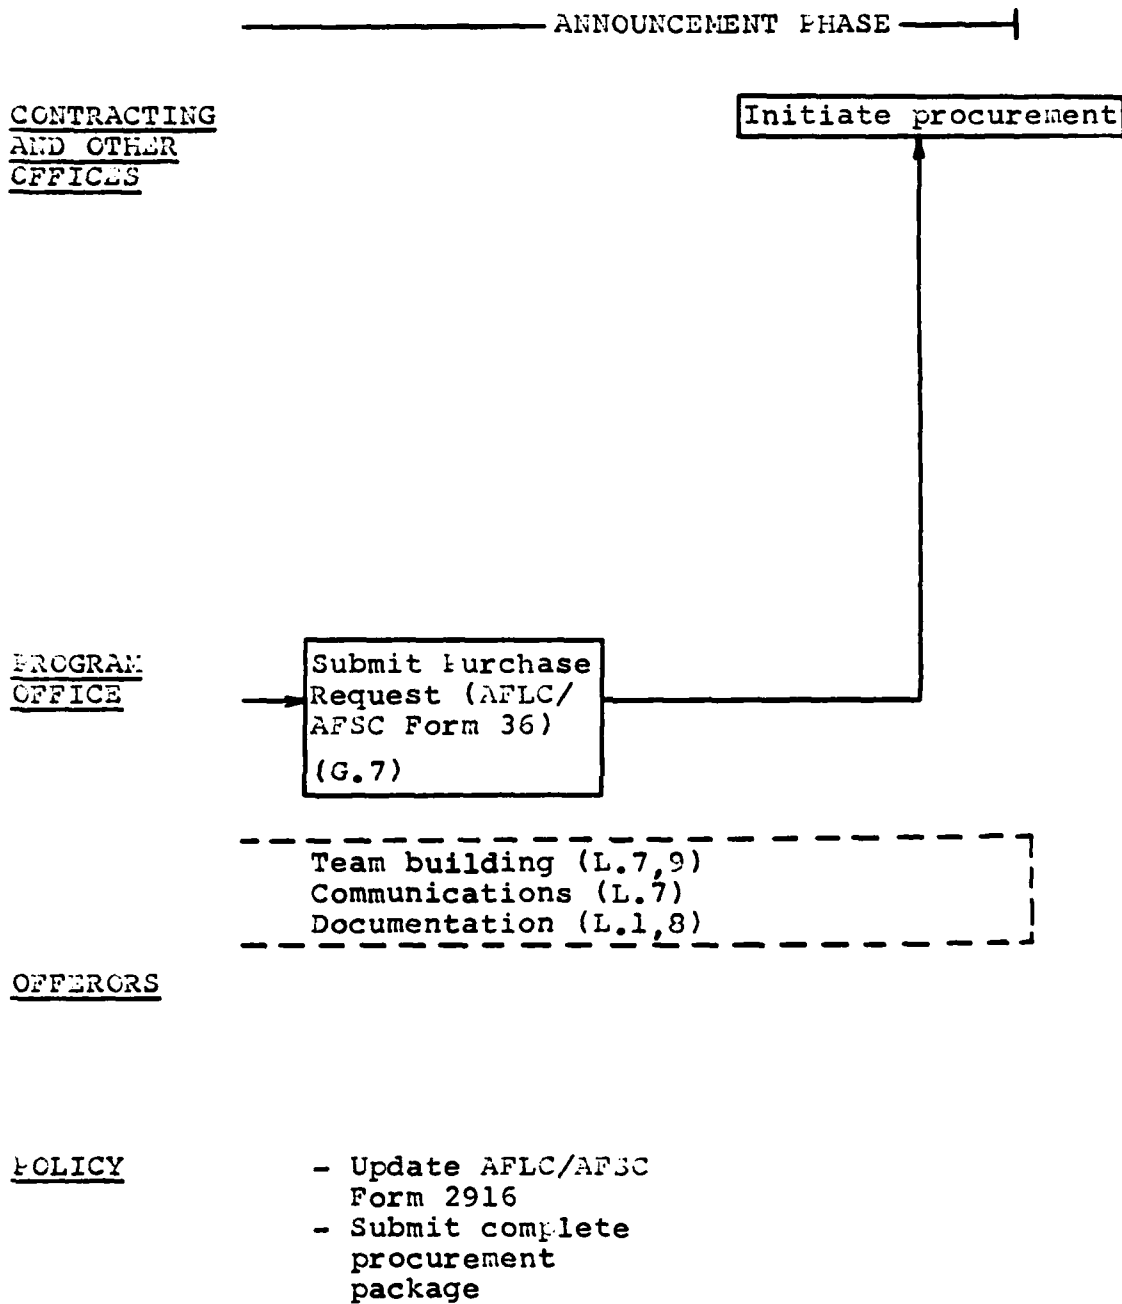 ANNOUNCEMENT PHASE
CONTRACTING
AND OTHER
OFFICES
Initiate procurement
PROGRAM
OFFICE
Submit Purchase
Request (AFLC/
AFSC Form 36)
(G.7)
Team building (L.7,9)
Communications (L.7)
Documentation (L.1,8)
OFFERORS
POLICY
- Update AFLC/AFSC
Form 2916
- Submit complete
procurement
package